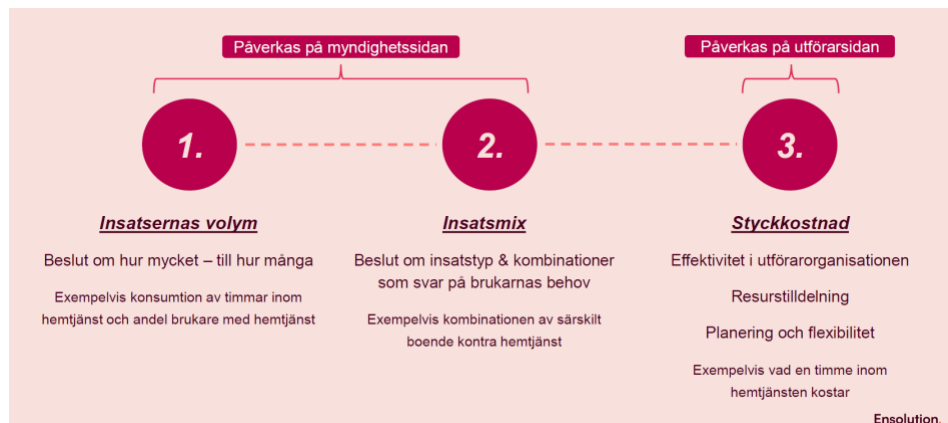 Påverkas på myndighetssidan
Påverkas på utförarsidan
1.
2.
3.
Insatsernas volym
Beslut om hur mycket – till hur många
Exempelvis konsumtion av timmar inom
hemtjänst och andel brukare med hemtjänst
Insatsmix
Beslut om insatstyp & kombinationer
som svar på brukarnas behov
Exempelvis kombinationen av särskilt
boende kontra hemtjänst
Styckkostnad
Effektivitet i utförarorganisationen
Resurstilldelning
Planering och flexibilitet
Exempelvis vad en timme inom
hemtjänsten kostar
Ensolution.